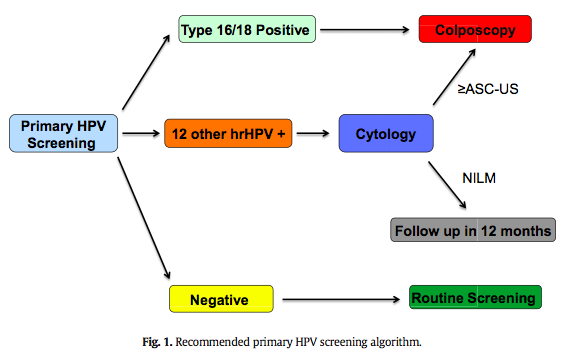 Type 16/18 Positive
Colposcopy
≥ASC-US
Primary HPV
Screening
12 other hrHPV +
Cytology
NILM
Follow up in 12 months
Negative
Routine Screening
Fig. 1. Recommended primary HPV screening algorithm.